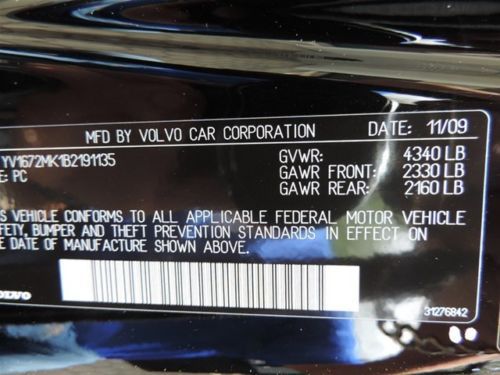 MFD BY VOLVO CAR CORPORATION DATE: 11/09
YV1672MK1B2191135 GVWR: 4340 LB
E: PC GAWR FRONT: 2330 LB
GAWR REAR: 2160 LB
S VEHICLE CONFORMS TO ALL APPLICABLE FEDERAL MOTOR VEHICLE
FETY, BUMPER AND THEFT PREVENTION STANDARDS IN EFFECT ON
E DATE OF MANUFACTURE SHOWN ABOVE.
OLVO 31276842